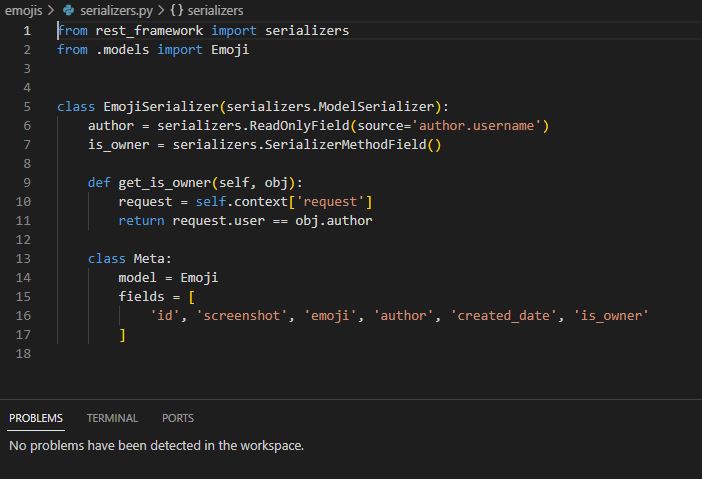 emojis > serializers.py > {} serializers
1 from rest_framework import serializers
2 from .models import Emoji
3
4
5 class EmojiSerializer(serializers.ModelSerializer):
6     author = serializers.ReadOnlyField(source='author.username')
7     is_owner = serializers.SerializerMethodField()
8
9     def get_is_owner(self, obj):
10         request = self.context['request']
11         return request.user == obj.author
12
13     class Meta:
14         model = Emoji
15         fields = [
16             'id', 'screenshot', 'emoji', 'author', 'created_date', 'is_owner'
17         ]
18
PROBLEMS TERMINAL PORTS
No problems have been detected in the workspace.